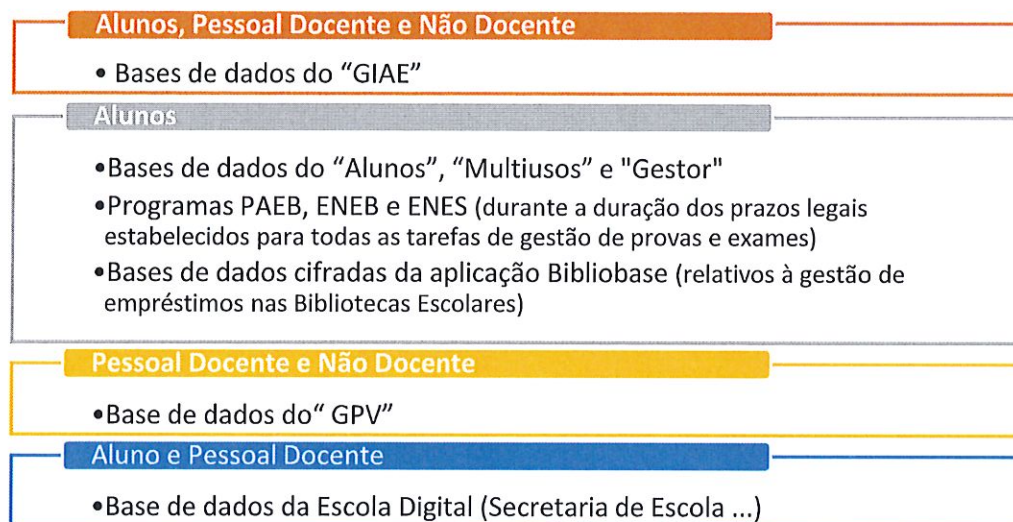 Alunos, Pessoal Docente e Não Docente
• Bases de dados do “GIAE”
Alunos
•Bases de dados do “Alunos”, “Multiusos” e "Gestor"
•Programas PAEB, ENEB e ENES (durante a duração dos prazos legais
estabelecidos para todas as tarefas de gestão de provas e exames)
•Bases de dados cifradas da aplicação Bibliobase (relativos à gestão de
empréstimos nas Bibliotecas Escolares)
Pessoal Docente e Não Docente
•Base de dados do“ GPV”
Aluno e Pessoal Docente
•Base de dados da Escola Digital (Secretaria de Escola ...)